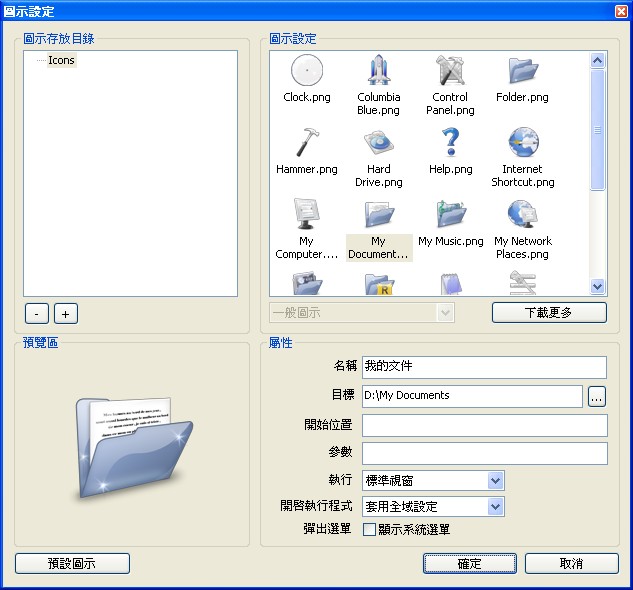 圖示設定
圖示存放目錄
Icons
-
+
圖示設定
Clock.png
Columbia
Blue.png
Control
Panel.png
Folder.png
Hammer.png
Hard
Drive.png
Help.png
Internet
Shortcut.png
My
Computer....
My
Document...
My Music.png
My Network
Places.png
R
一般圖示
下載更多
預覽區
屬性
名稱 我的文件
目標 D:\My Documents ...
開始位置
參數
執行 標準視窗
開啓執行程式 套用全域設定
彈出選單 顯示系統選單
預設圖示
確定
取消